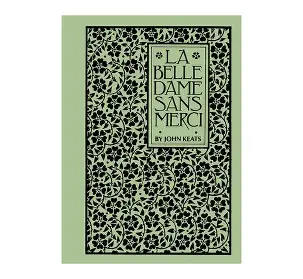 LA
BELLE
DAME
SANS
MERCI
BY JOHN KEATS